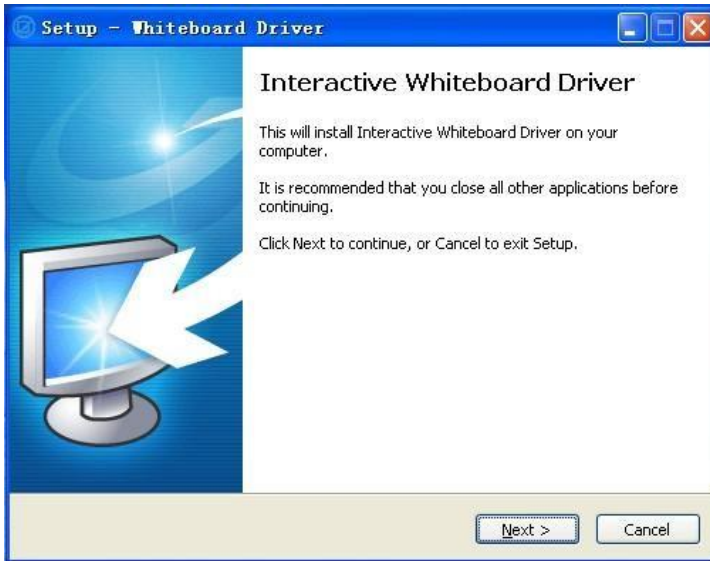 Setup - Whiteboard Driver
Interactive Whiteboard Driver
This will install Interactive Whiteboard Driver on your
computer.
It is recommended that you close all other applications before
continuing.
Click Next to continue, or Cancel to exit Setup.
Next >
Cancel